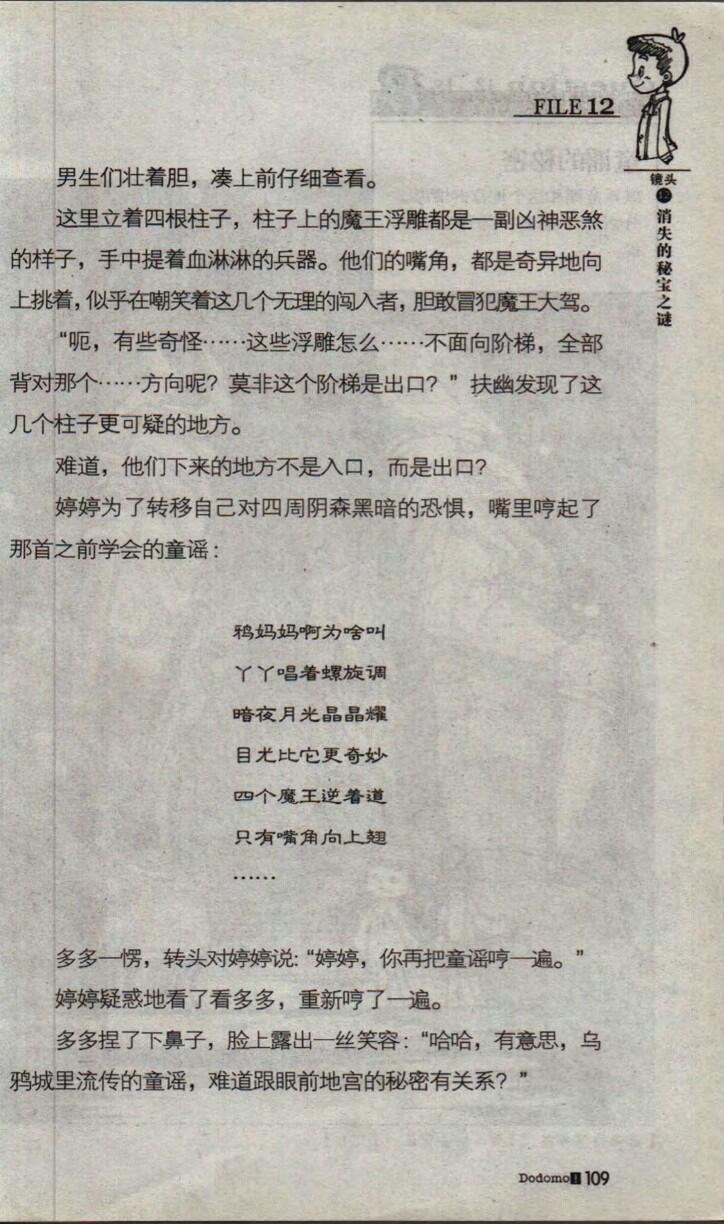 FILE 12
镜头
⑫
消失的秘宝之谜
男生们壮着胆，凑上前仔细查看。
这里立着四根柱子，柱子上的魔王浮雕都是一副凶神恶煞
的样子，手中提着血淋淋的兵器。他们的嘴角，都是奇异地向
上挑着，似乎在嘲笑着这几个无理的闯入者，胆敢冒犯魔王大驾。
“呃，有些奇怪……这些浮雕怎么……不面向阶梯，全部
背对那个……方向呢？莫非这个阶梯是出口？”扶幽发现了这
几个柱子更可疑的地方。
难道，他们下来的地方不是入口，而是出口？
婷婷为了转移自己对四周阴森黑暗的恐惧，嘴里哼起了
那首之前学会的童谣：
鸦妈妈啊为啥叫
丫丫唱着螺旋调
暗夜月光晶晶耀
目尤比它更奇妙
四个魔王逆着道
只有嘴角向上翘
……
多多一愣，转头对婷婷说：“婷婷，你再把童谣哼一遍。”
婷婷疑惑地看了看多多，重新哼了一遍。
多多捏了下鼻子，脸上露出一丝笑容：“哈哈，有意思，乌
鸦城里流传的童谣，难道跟眼前地宫的秘密有关系？”
Dodomo1 109